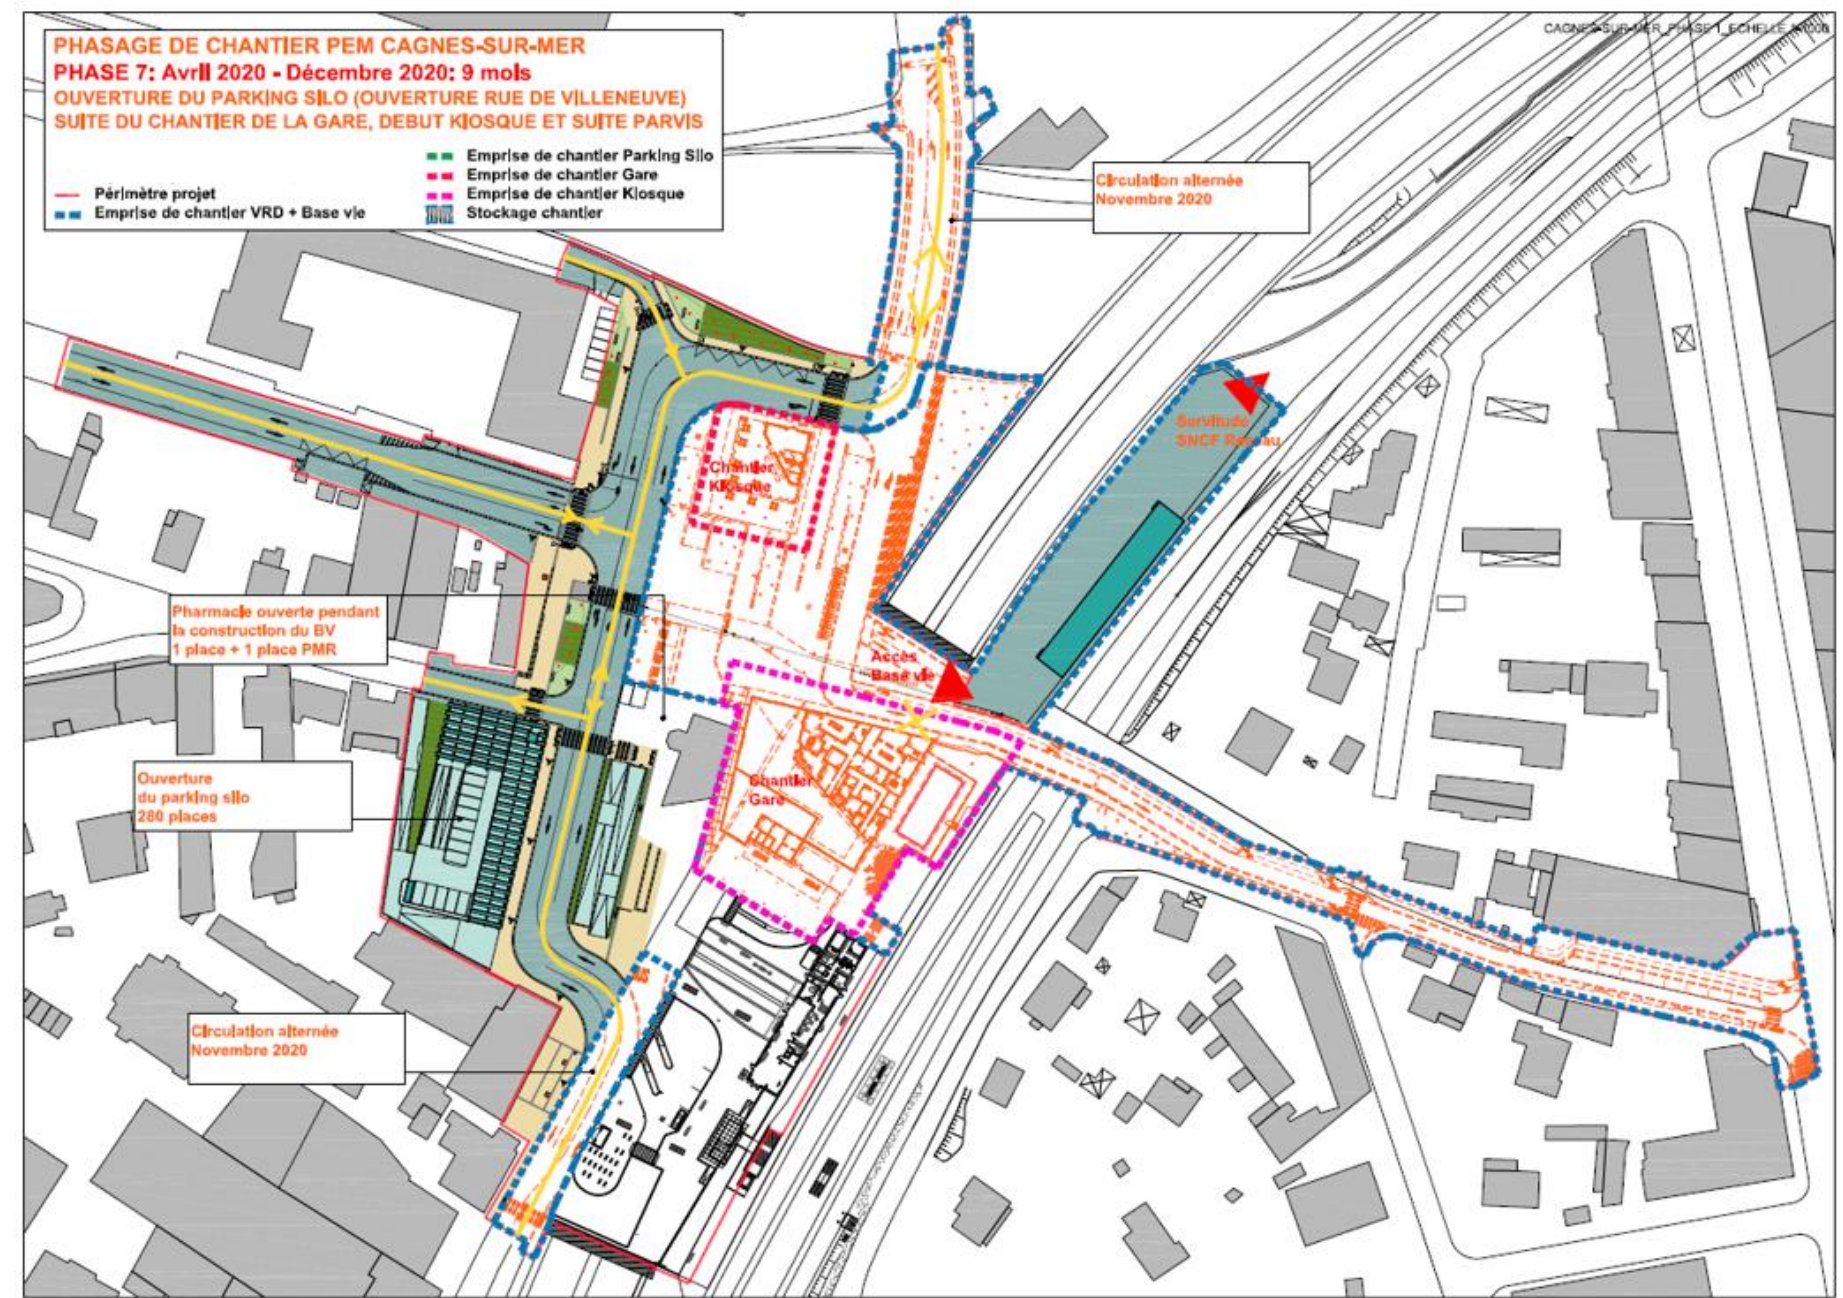 CAGNES-SUR-MER_PHASE 1_ECHELLE
PHASAGE DE CHANTIER PEM CAGNES-SUR-MER
PHASE 7: Avril 2020 - Décembre 2020: 9 mois
OUVERTURE DU PARKING SILO (OUVERTURE RUE DE VILLENEUVE)
SUITE DU CHANTIER DE LA GARE, DEBUT KIOSQUE ET SUITE PARVIS
Périmètre projet
Emprise de chantier VRD + Base vie
Emprise de chantier Parking Silo
Emprise de chantier Gare
Emprise de chantier Kiosque
Stockage chantier
Circulation alternée
Novembre 2020
Servitude
SNCF Réseau
Chantier
Kiosque
Pharmacie ouverte pendant
la construction du BV
1 place + 1 place PMR
Accès
Base vie
Ouverture
du parking silo
280 places
Chantier
Gare
Circulation alternée
Novembre 2020